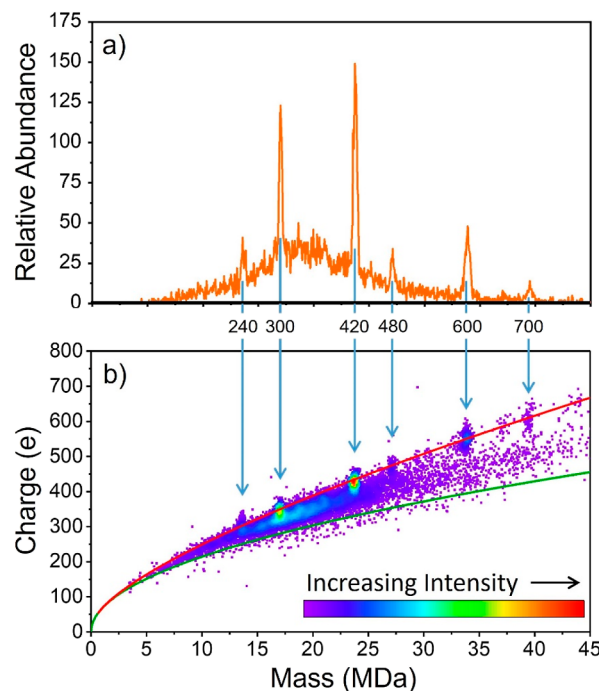 a)
Relative Abundance
175
150
125
100
75
50
25
0
240 300 420 480 600 700
b)
Charge (e)
800
700
600
500
400
300
200
100
0
Increasing Intensity →
0 5 10 15 20 25 30 35 40 45
Mass (MDa)